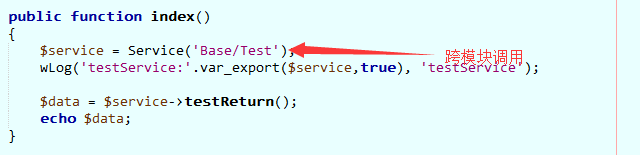 public function index()
{
    $service = Service('Base/Test');
    wLog('testService:'.var_export($service,true), 'testService');
    $data = $service->testReturn();
    echo $data;
}
跨模块调用